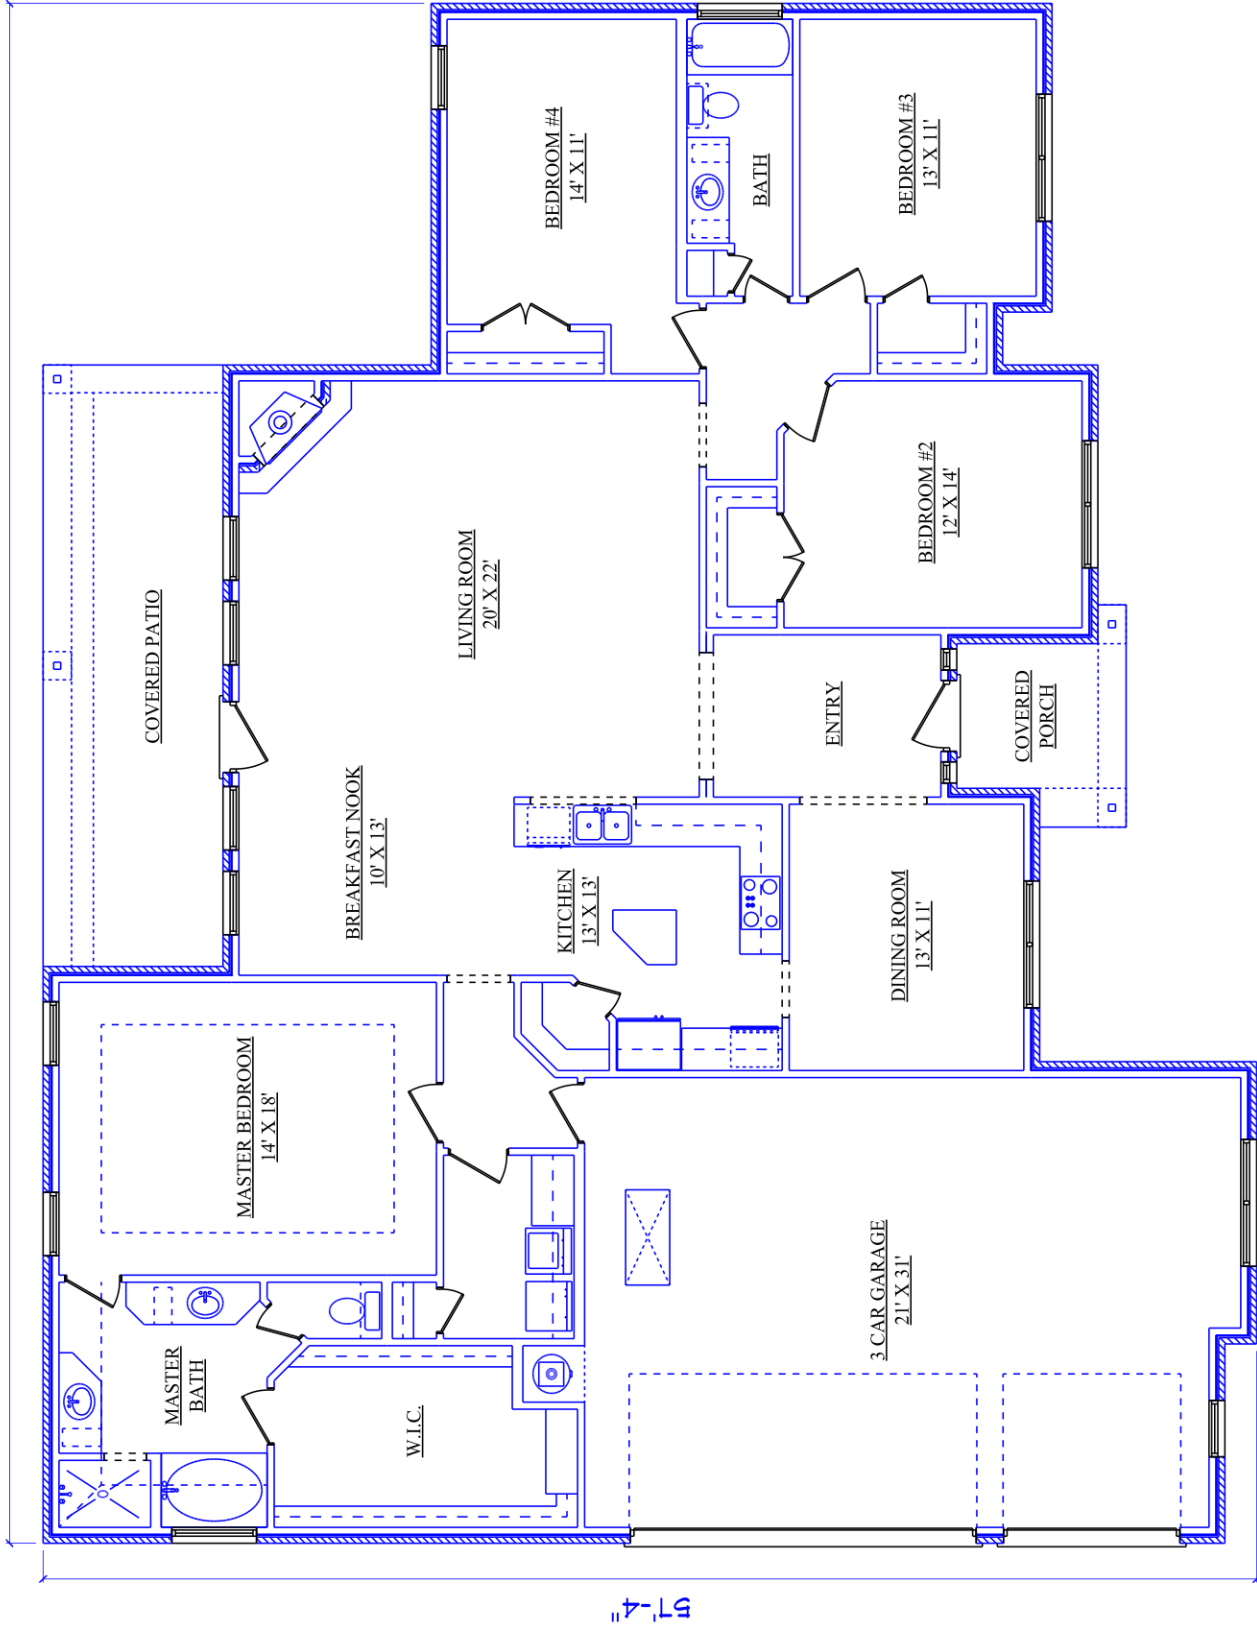 COVERED PATIO
MASTER
BATH
MASTER BEDROOM
14' X 18'
BREAKFAST NOOK
10' X 13'
LIVING ROOM
20' X 22'
W.I.C.
KITCHEN
13' X 13'
BEDROOM #4
14' X 11'
57'-4"
BATH
ENTRY
3 CAR GARAGE
21' X 31'
DINING ROOM
13' X 11'
BEDROOM #2
12' X 14'
BEDROOM #3
13' X 11'
COVERED
PORCH